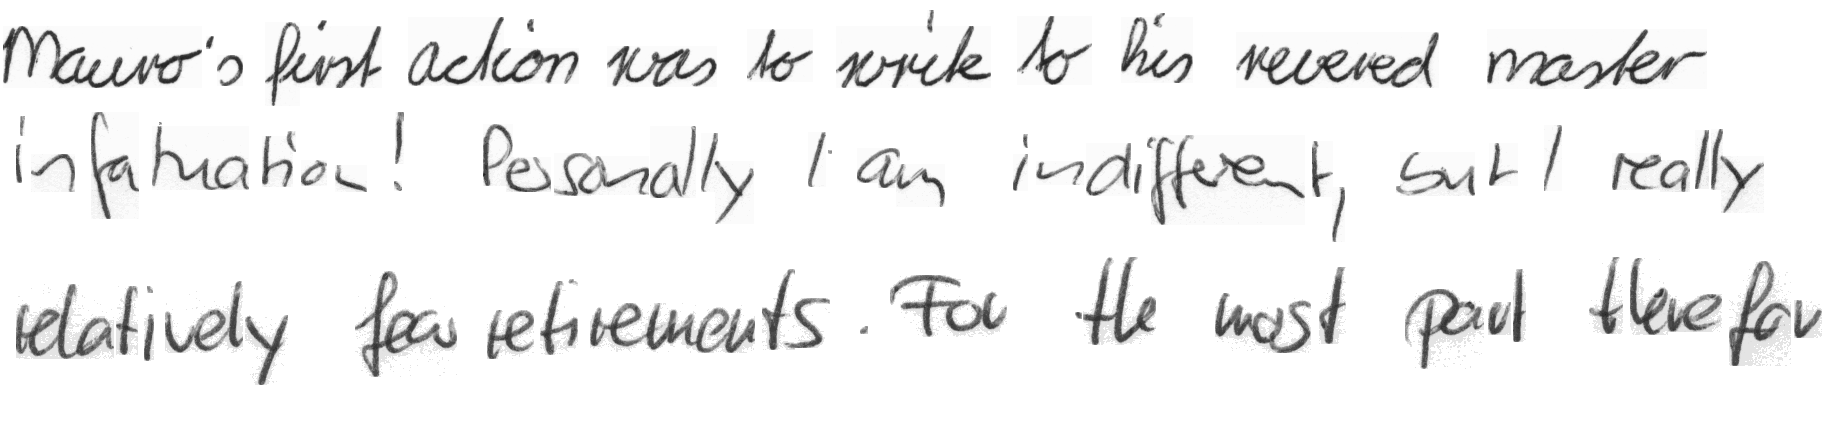 Mauro's first action was to write to his revered master
infatuation! Personally I am indifferent, but I really
relatively few retirements. For the most part therefor